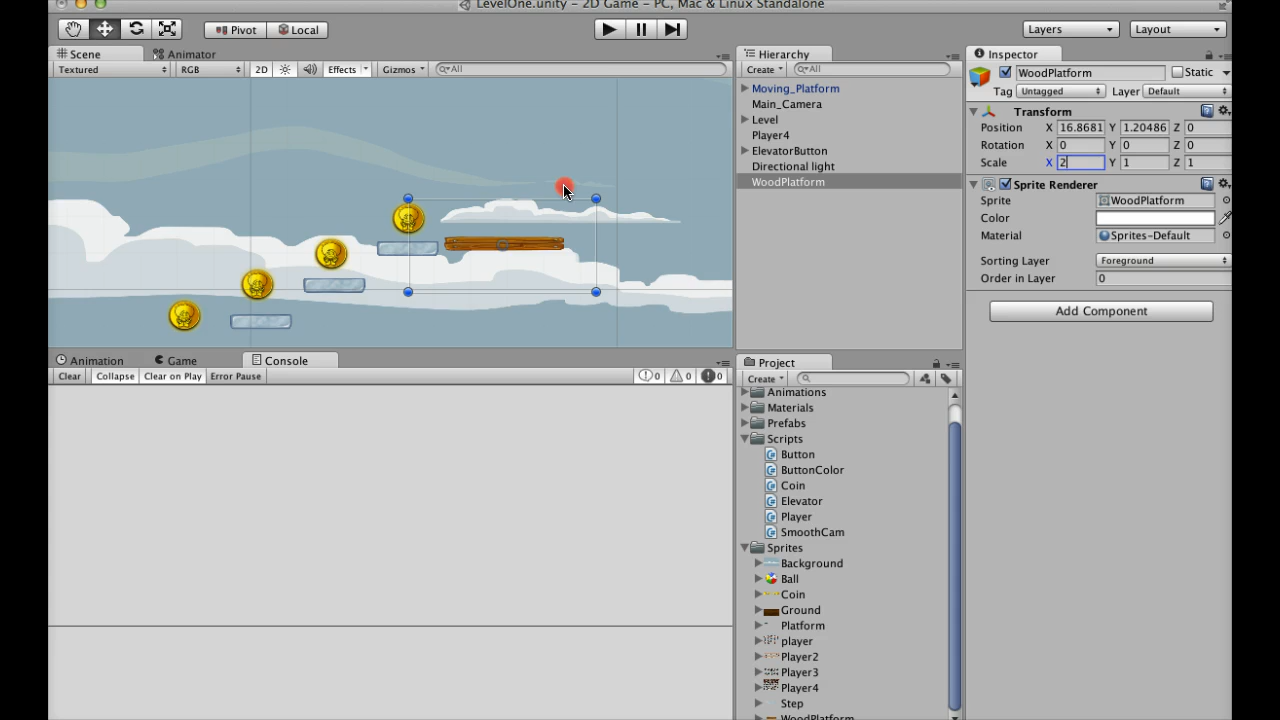 LevelOne.unity - 2D Game - PC, Mac & Linux Standalone
Pivot Local Layers Layout
Scene Animator
Textured RGB 2D Effects Gizmos All
Hierarchy
Create All
Moving_Platform
Main_Camera
Level
Player4
ElevatorButton
Directional light
WoodPlatform
Inspector
WoodPlatform Static
Tag Untagged Layer Default
Transform
Position X 16.8681 Y 1.20486 Z 0
Rotation X 0 Y 0 Z 0
Scale X 2 Y 1 Z 1
Sprite Renderer
Sprite WoodPlatform
Color
Material Sprites-Default
Sorting Layer Foreground
Order in Layer 0
Add Component
Animation Game Console
Clear Collapse Clear on Play Error Pause 0 0 0
Project
Create
Animations
Materials
Prefabs
Scripts
Button
ButtonColor
Coin
Elevator
Player
SmoothCam
Sprites
Background
Ball
Coin
Ground
Platform
player
Player2
Player3
Player4
Step
WoodPlatform